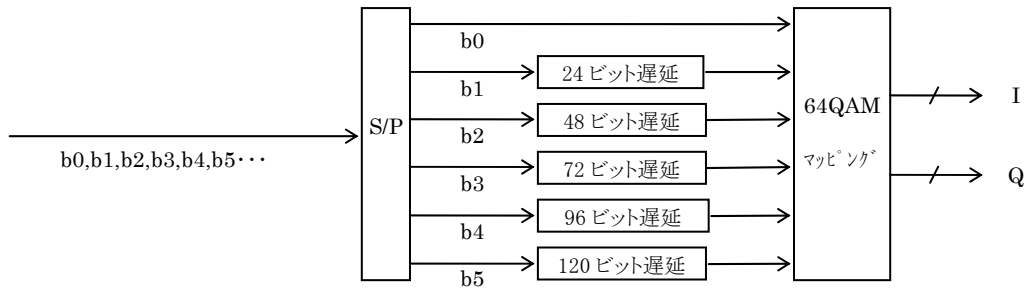 b0
24 ビット遅延
b1
I
48 ビット遅延
64QAM
S/P
b2
b0,b1,b2,b3,b4,b5・・・
72 ビット遅延
マッピング
b3
Q
96 ビット遅延
b4
120 ビット遅延
b5